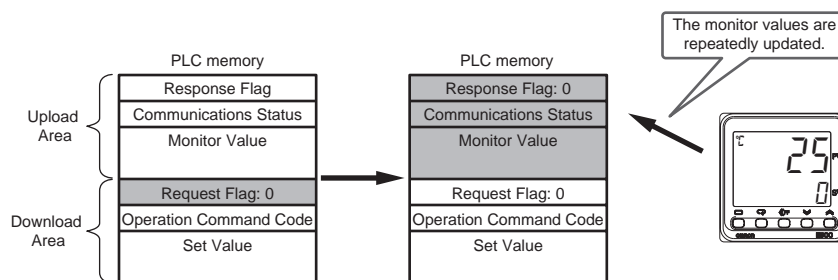 The monitor values are
repeatedly updated.
PLC memory
Response Flag
Communications Status
Monitor Value
Request Flag: 0
Operation Command Code
Set Value
Upload
Area
Download
Area
PLC memory
Response Flag: 0
Communications Status
Monitor Value
Request Flag: 0
Operation Command Code
Set Value
°C
25
0
omron